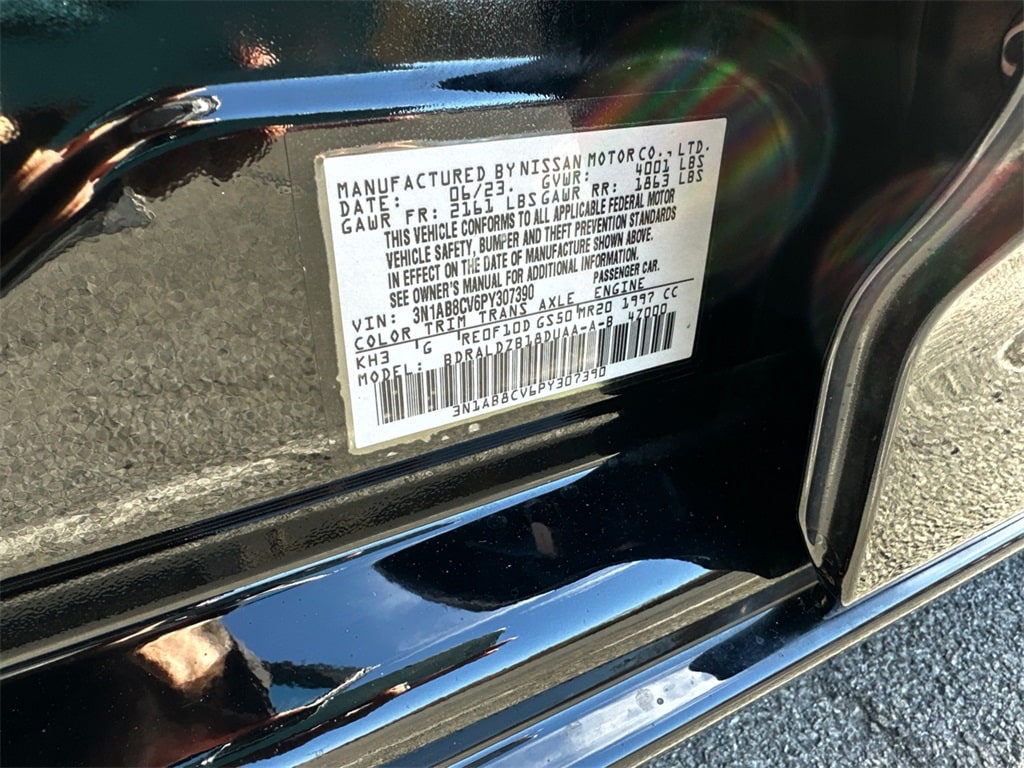 MANUFACTURED BY NISSAN MOTOR CO., LTD.
DATE: 06/23. GVWR: 4001 LBS
GAWR FR: 2161 LBS GAWR RR: 1863 LBS
THIS VEHICLE CONFORMS TO ALL APPLICABLE FEDERAL MOTOR
VEHICLE SAFETY, BUMPER AND THEFT PREVENTION STANDARDS
IN EFFECT ON THE DATE OF MANUFACTURE SHOWN ABOVE.
SEE OWNER'S MANUAL FOR ADDITIONAL INFORMATION.
VIN: 3N1AB8CV6PY307390 PASSENGER CAR.
COLOR TRIM TRANS AXLE ENGINE
KH3 G RE0F10D GS50 MR20 1997 CC
MODEL: BDRALDZB18DUAA-A-B 47000
3N1AB8CV6PY307390